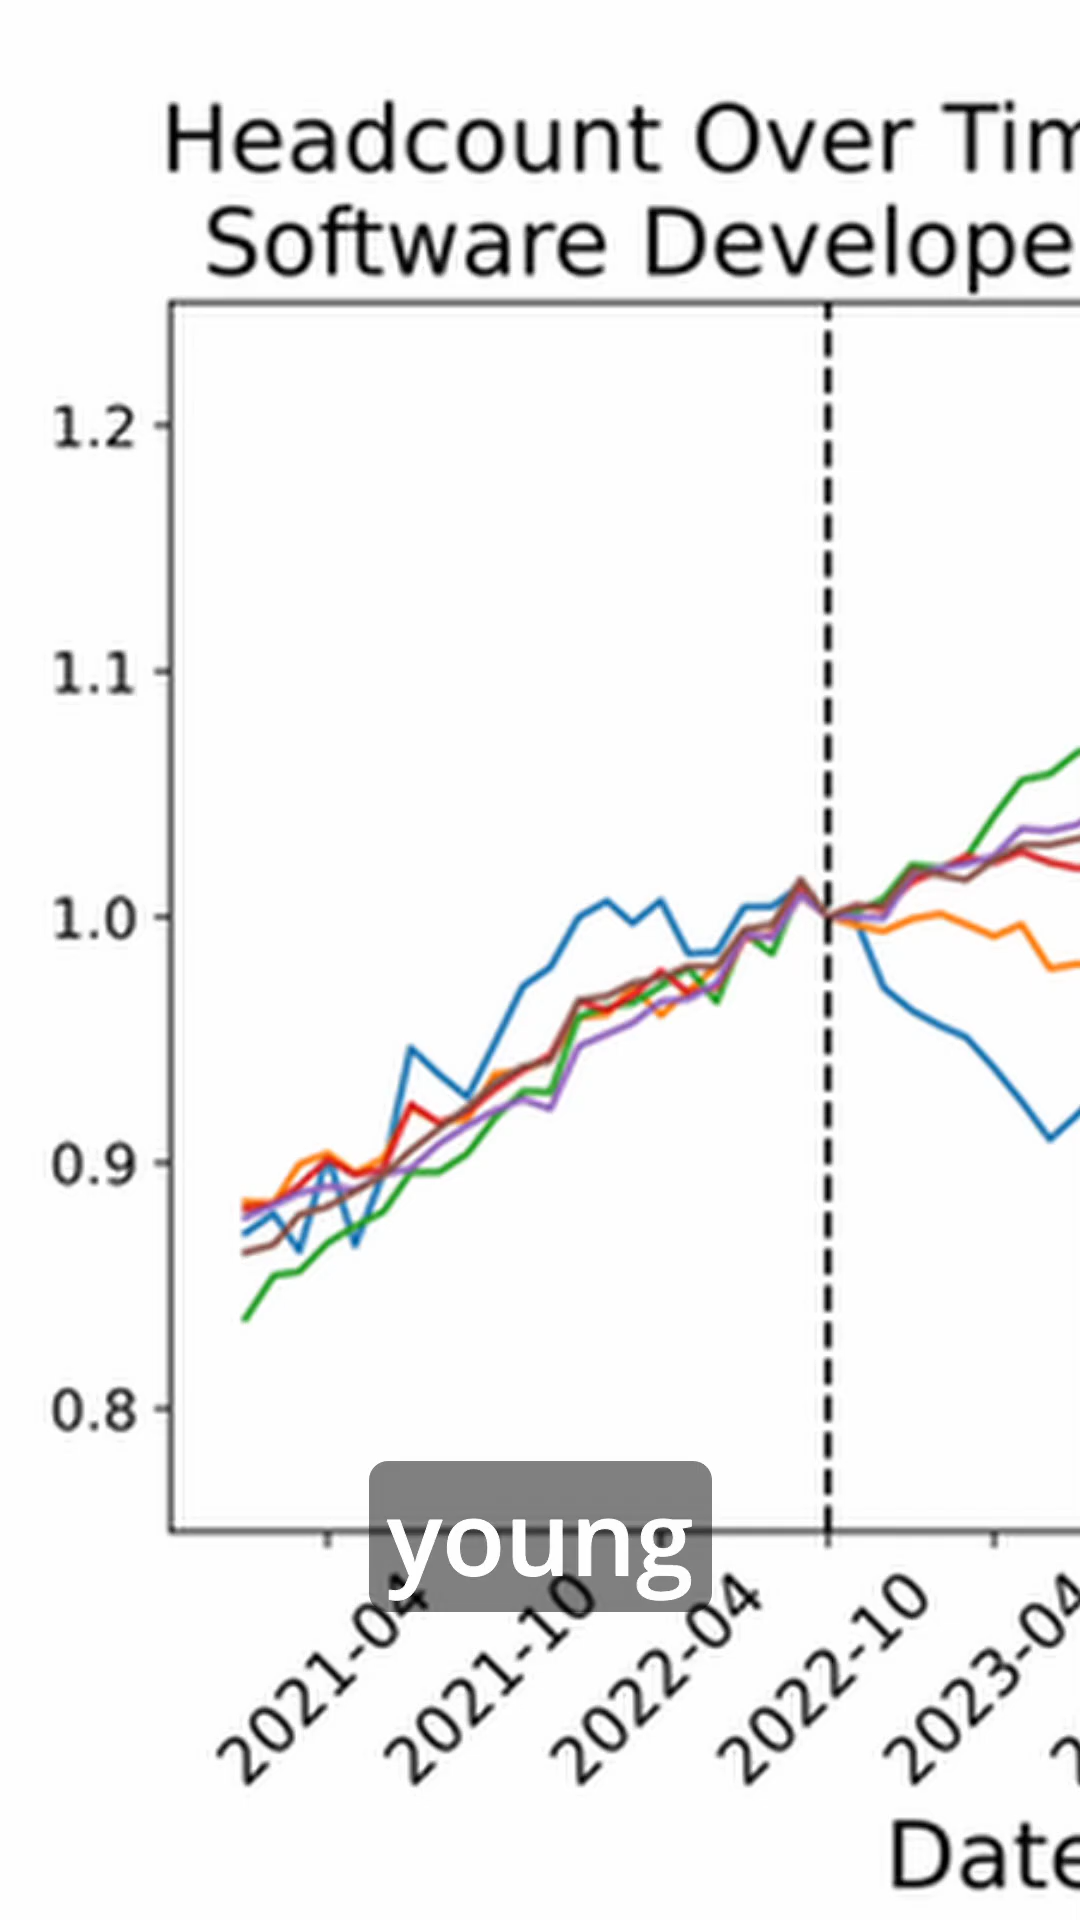 Headcount Over Tim
Software Develope
1.2
1.1
1.0
0.9
0.8
young
2021-04
2021-10
2022-04
2022-10
2023-04
2
Date